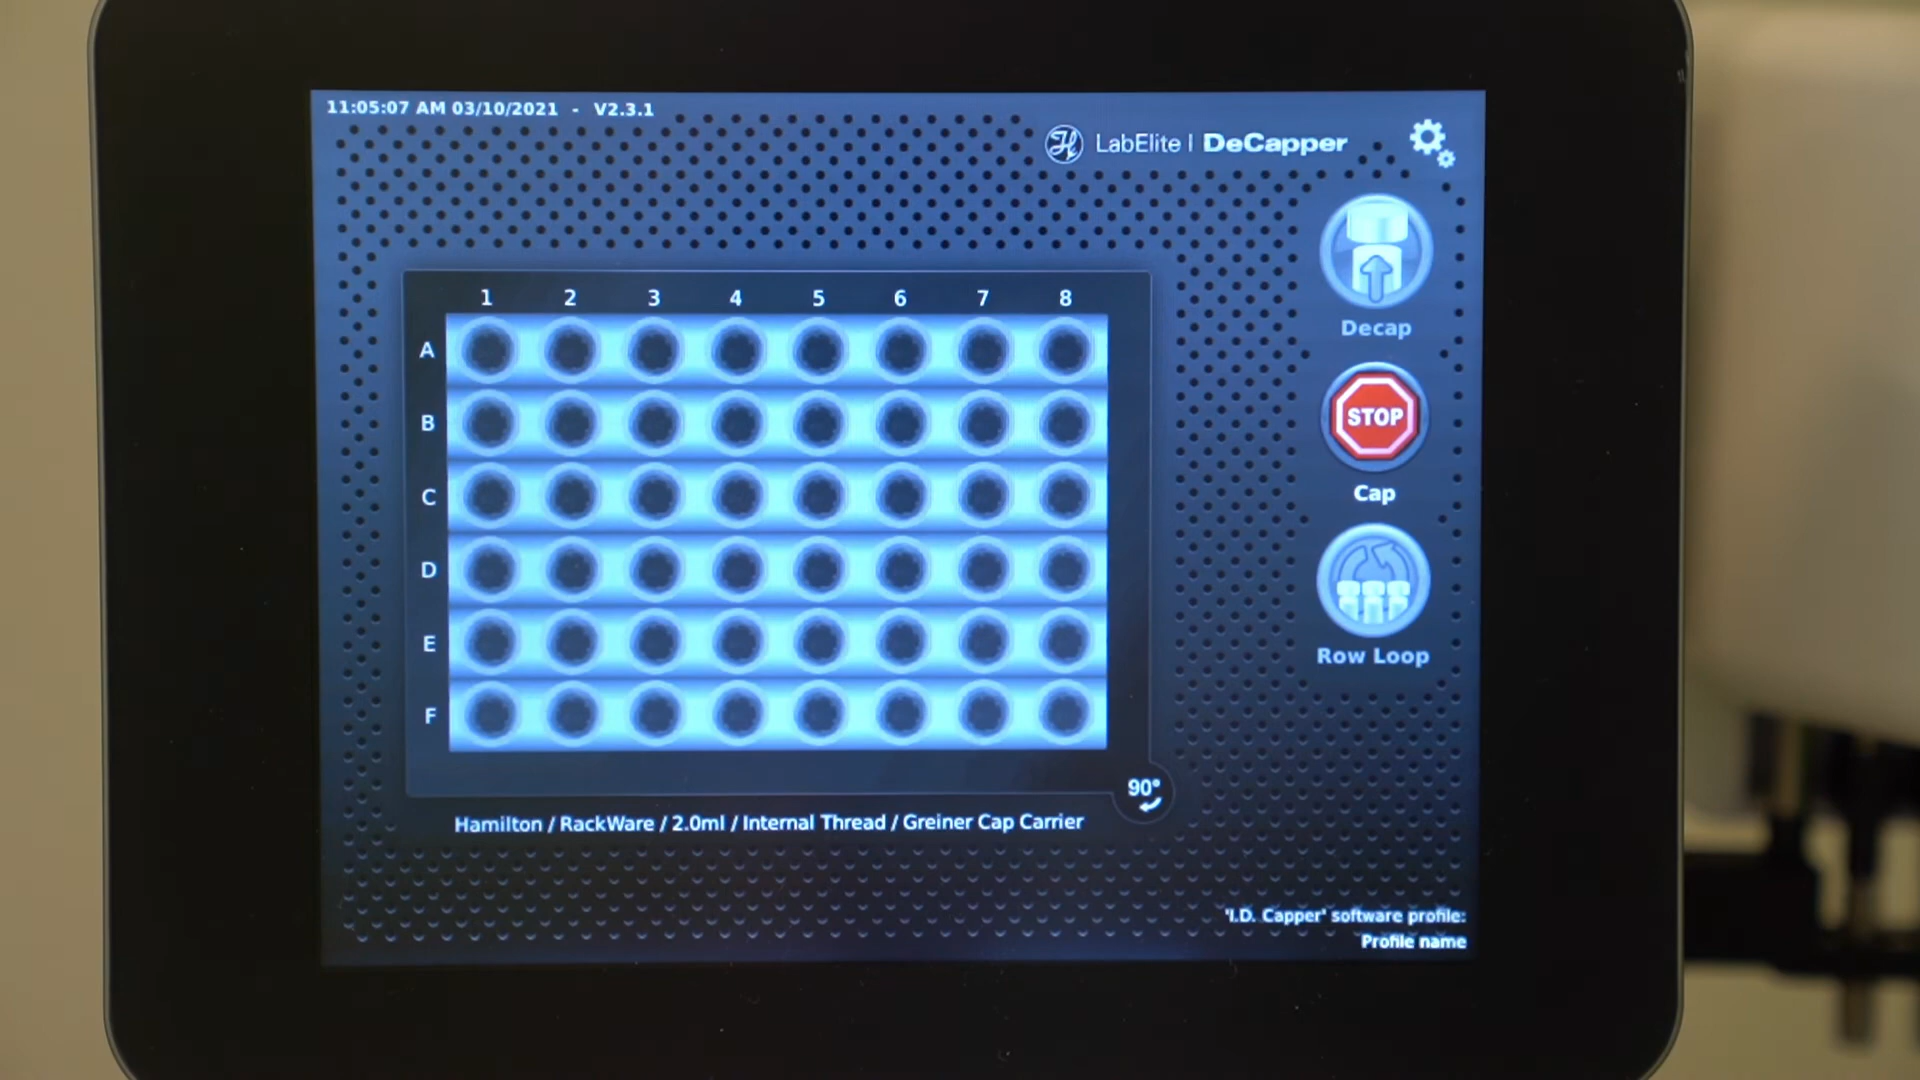 11:05:07 AM 03/10/2021 - V2.3.1
LabElite | DeCapper
Decap
1 2 3 4 5 6 7 8
A
B
C
D
E
F
STOP
Cap
Row Loop
90°
Hamilton / RackWare / 2.0ml / Internal Thread / Greiner Cap Carrier
'I.D. Capper' software profile:
Profile name